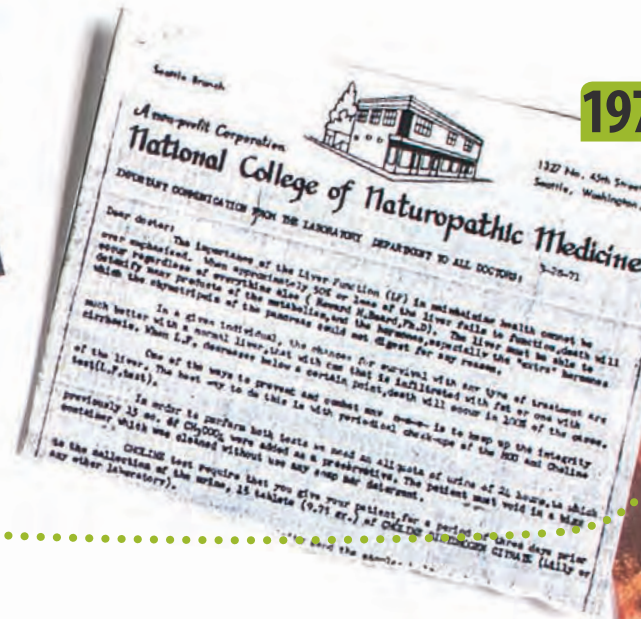 197
Seattle Branch
A non-profit Corporation
1327 No. 45th Street
Seattle, Washington
National College of Naturopathic Medicine
IMPORTANT COMMUNICATION FROM THE LABORATORY DEPARTMENT TO ALL DOCTORS:
Dear doctor:
The importance of the Liver Function (LF) in maintaining health cannot be
over emphasized. When approximately 50% or less of the liver fails to function, death will
occur regardless of everything else ( Howard H. Beard, Ph.D). The liver must be able to
detoxify many products of the metabolism, and the hormones, especially the "extra" hormones
which the chymotripsin of the pancreas could not digest for any reason.
In a given individual, the chances for survival with any type of treatment are
much better with a normal liver, that with one that is infiltrated with fat or one with
cirrhosis. When L.F. decreases below a certain point, death will occur in 100% of the cases.
One of the ways to prevent and combat any is to keep up the integrity
of the liver. The best way to do this is with periodical check-ups of the HCG and Choline
test(L.F.test).
In order to perform both tests we need an aliquots of urine of 24 hours, to which
previously 15 cc. of CH3COOH were added as a preservative. The patient must void in a
container, which was cleaned without use any soap nor detergent.
CHOLINE test require that you give your patient, for a period of three days prior
to the collection of the urine, 15 tablets (9.75 gr.) of CHOLINE DIHYDROGEN CITRATE (Lilly or
any other laboratory).
send the sample